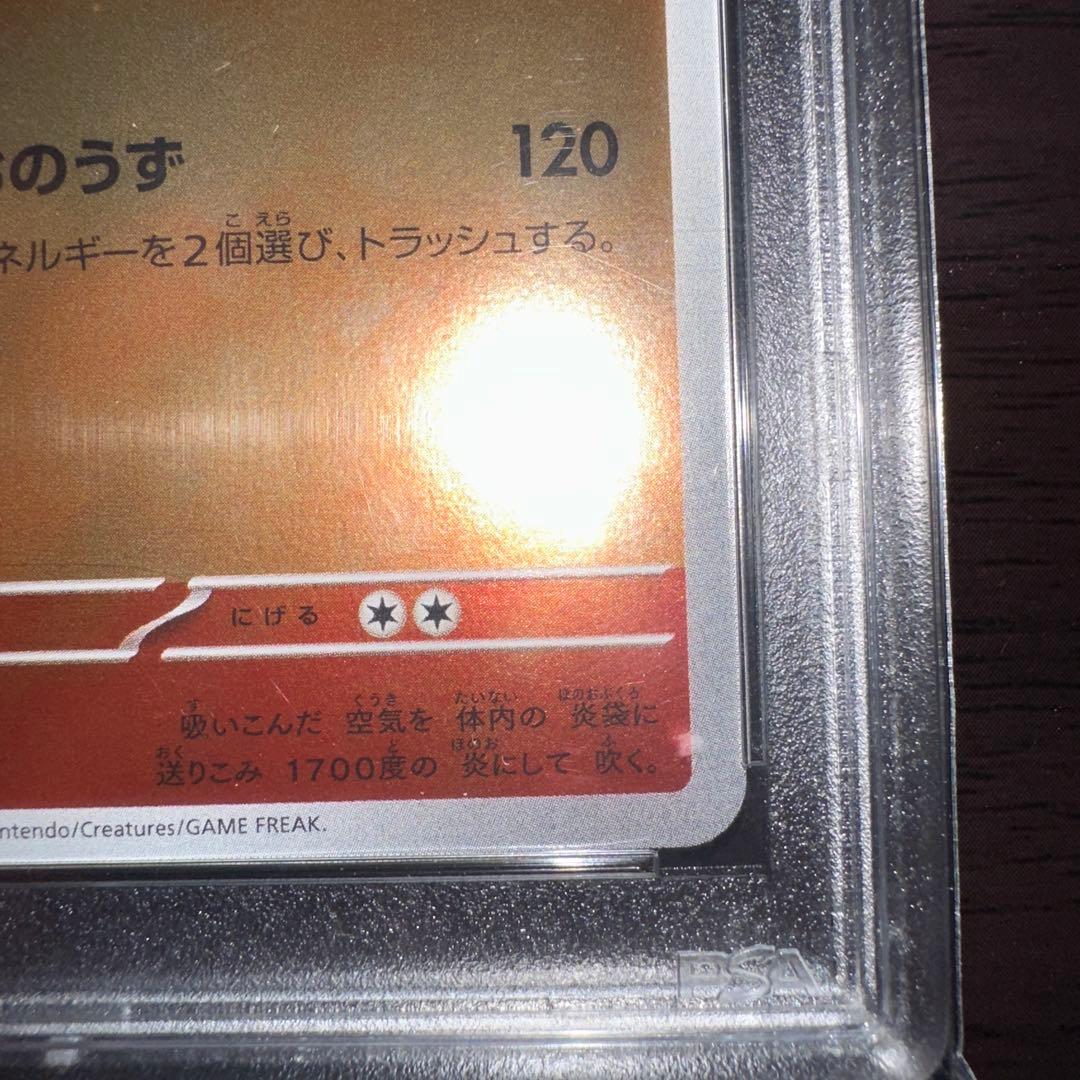 のうず 120
ネルギーを2個選び、トラッシュする。
にげる
吸いこんだ 空気を 体内の 炎袋に
送りこみ 1700度の 炎にして 吹く。
ntendo/Creatures/GAME FREAK.
PSA